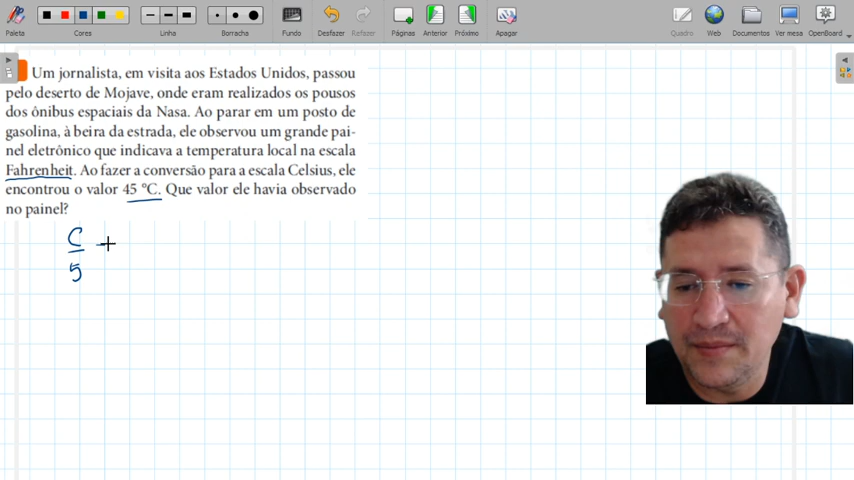 Paleta Cores Linha Borracha Fundo Desfazer Refazer Páginas Anterior Próximo Apagar Quadro Web Documentos Ver mesa OpenBoard
Um jornalista, em visita aos Estados Unidos, passou
pelo deserto de Mojave, onde eram realizados os pousos
dos ônibus espaciais da Nasa. Ao parar em um posto de
gasolina, à beira da estrada, ele observou um grande pai-
nel eletrônico que indicava a temperatura local na escala
Fahrenheit. Ao fazer a conversão para a escala Celsius, ele
encontrou o valor 45 °C. Que valor ele havia observado
no painel?
C
5